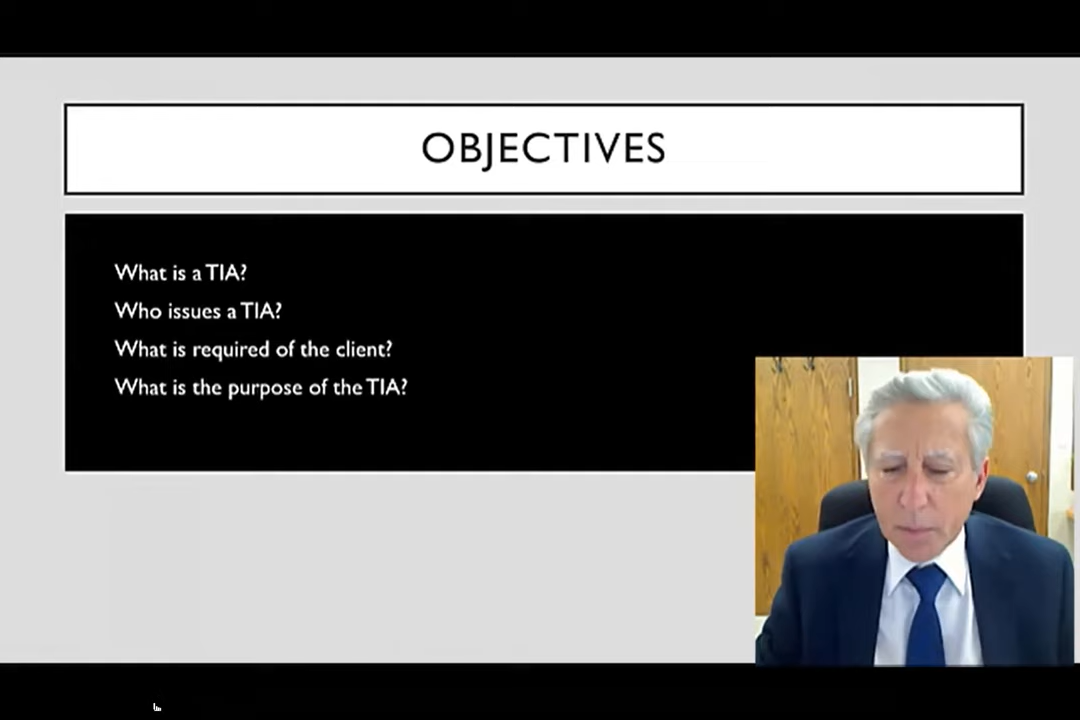 OBJECTIVES
What is a TIA?
Who issues a TIA?
What is required of the client?
What is the purpose of the TIA?